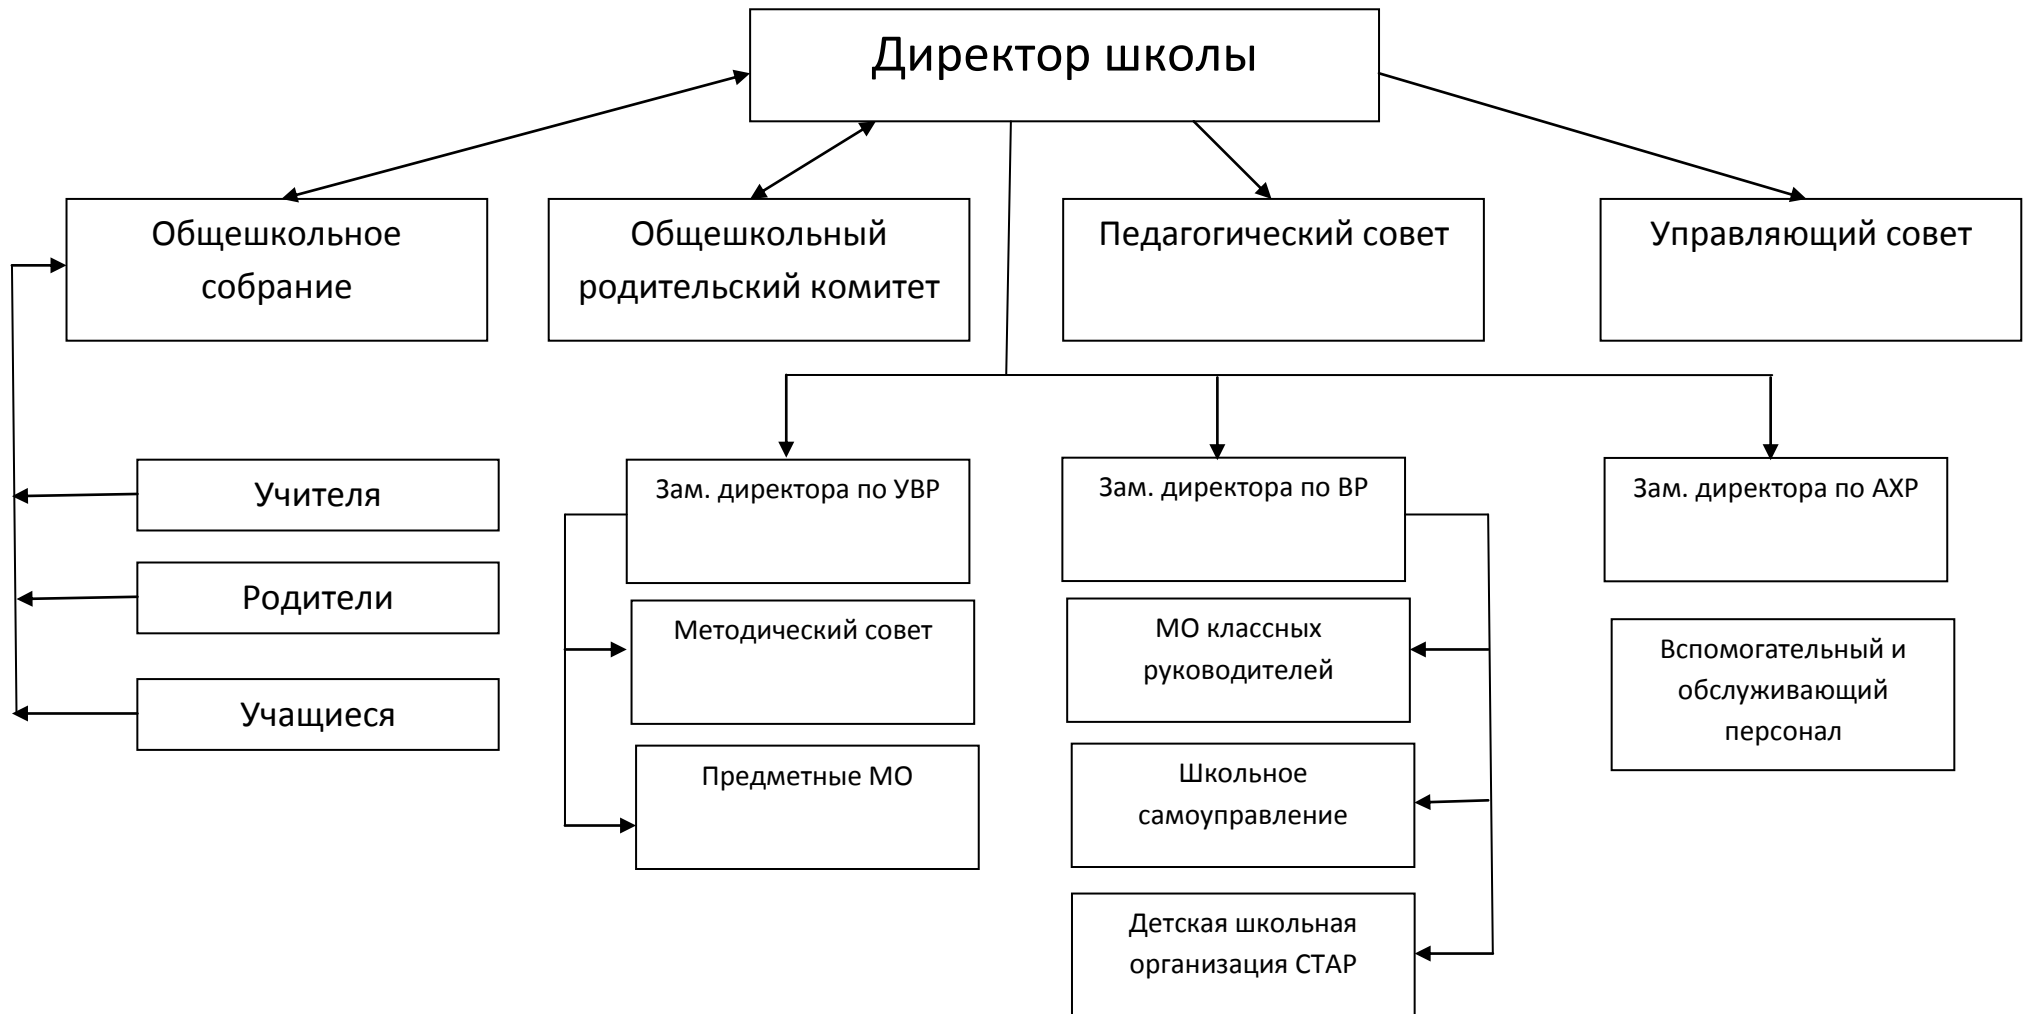 Директор школы
Общешкольное
собрание
Общешкольный
родительский комитет
Педагогический совет
Управляющий совет
Учителя
Родители
Учащиеся
Зам. директора по УВР
Методический совет
Предметные МО
Зам. директора по ВР
МО классных
руководителей
Школьное
самоуправление
Детская школьная
организация СТАР
Зам. директора по АХР
Вспомогательный и
обслуживающий
персонал